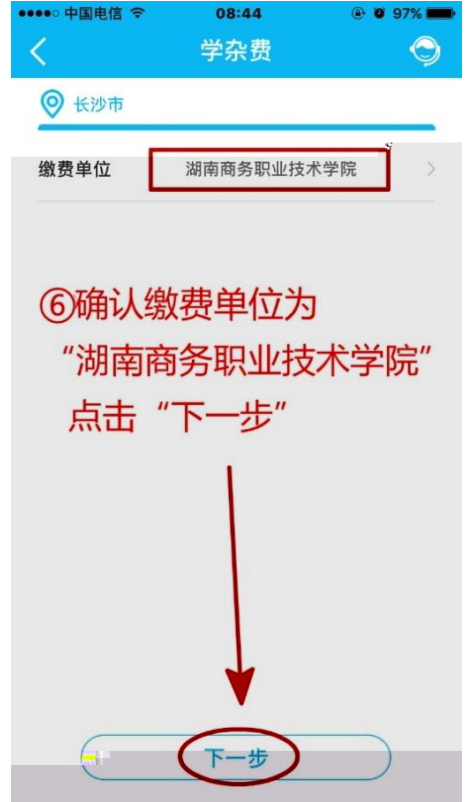 中国电信 08:44 97%
学杂费
长沙市
缴费单位 湖南商务职业技术学院
⑥确认缴费单位为
“湖南商务职业技术学院”
点击“下一步”
下一步